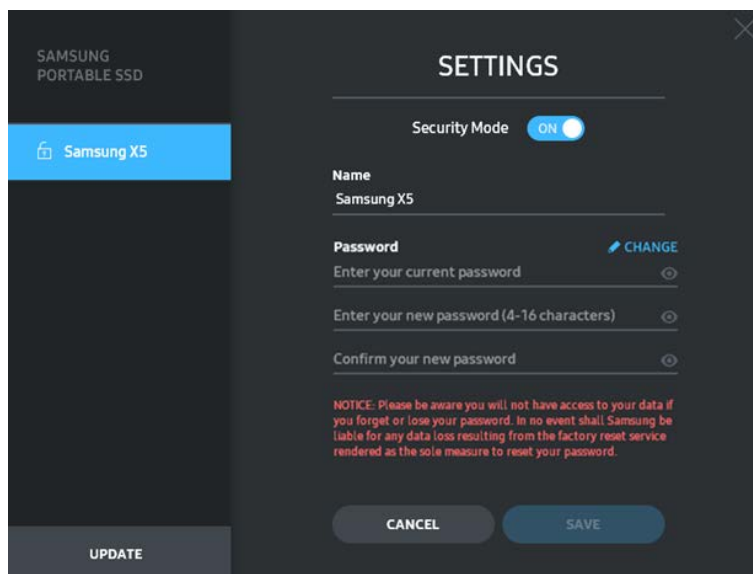 SAMSUNG
PORTABLE SSD
Samsung X5
UPDATE
SETTINGS
Security Mode ON
Name
Samsung X5
Password CHANGE
Enter your current password
Enter your new password (4-16 characters)
Confirm your new password
NOTICE: Please be aware you will not have access to your data if
you forget or lose your password. In no event shall Samsung be
liable for any data loss resulting from the factory reset service
rendered as the sole measure to reset your password.
CANCEL SAVE